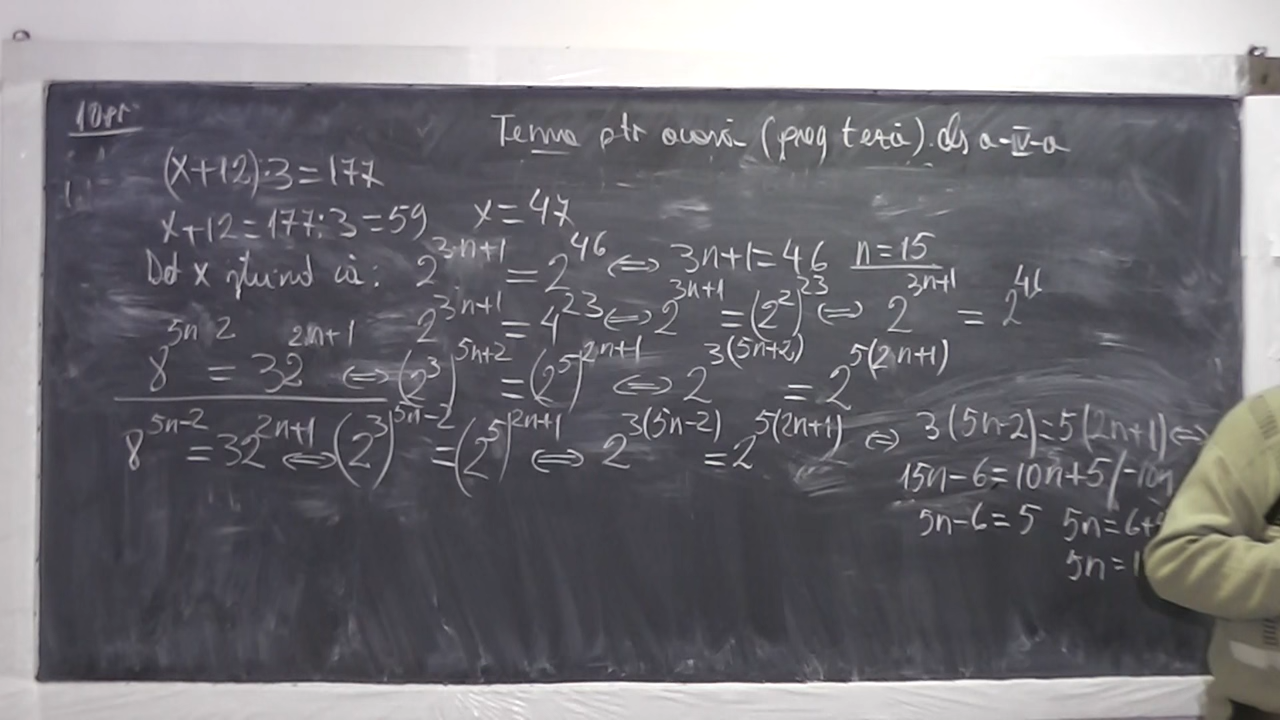 10pr
Tema ptr acasă (preg teză) cls a-IV-a
(x+12)·3=177
x+12=177:3=59 x=47
Det x știind că: 2^{3·n+1} = 2^{46} ⇔ 3n+1=46 n=15
2^{3n+1} = 4^{23} ⇔ 2^{3n+1} = (2^2)^{23} ⇔ 2^{3n+1} = 2^{46}
8^{5n-2} = 32^{2n+1} ⇔ (2^3)^{5n+2} = (2^5)^{2n+1} ⇔ 2^{3(5n+2)} = 2^{5(2n+1)}
8^{5n-2} = 32^{2n+1} ⇔ (2^3)^{5n-2} = (2^5)^{2n+1} ⇔ 2^{3(5n-2)} = 2^{5(2n+1)} ⇔ 3(5n-2)=5(2n+1) ⇔
15n-6=10n+5/-10n
5n-6=5 5n=6+
5n=1